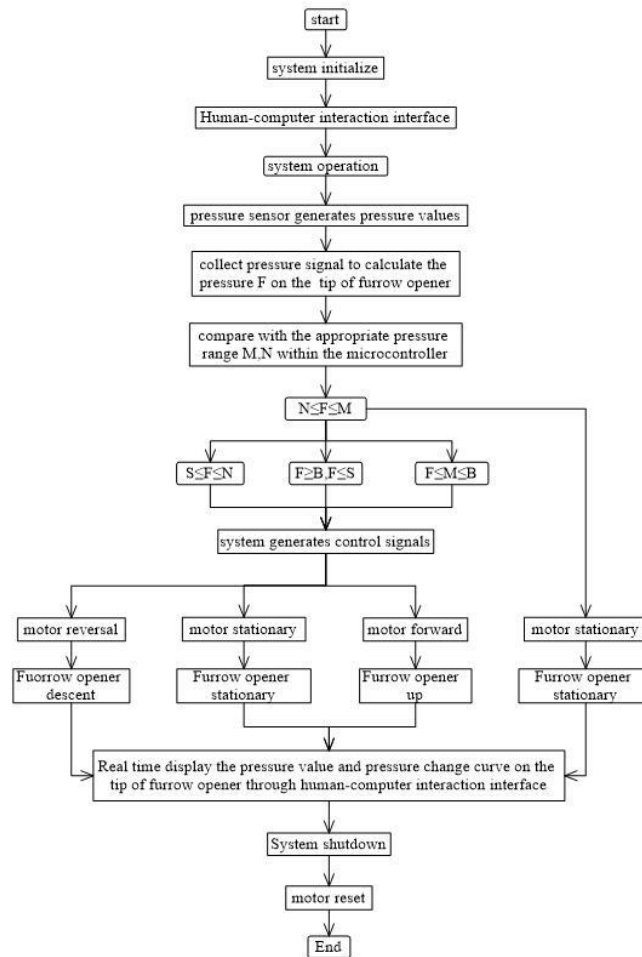 start
system initialize
Human-computer interaction interface
system operation
pressure sensor generates pressure values
collect pressure signal to calculate the
pressure F on the tip of furrow opener
compare with the appropriate pressure
range M,N within the microcontroller
N≤F≤M
S≤F≤N
F≥B,F≤S
F≤M≤B
system generates control signals
motor reversal
motor stationary
motor forward
motor stationary
Fuorrow opener
descent
Furrow opener
stationary
Furrow opener
up
Furrow opener
stationary
Real time display the pressure value and pressure change curve on the
tip of furrow opener through human-computer interaction interface
System shutdown
motor reset
End